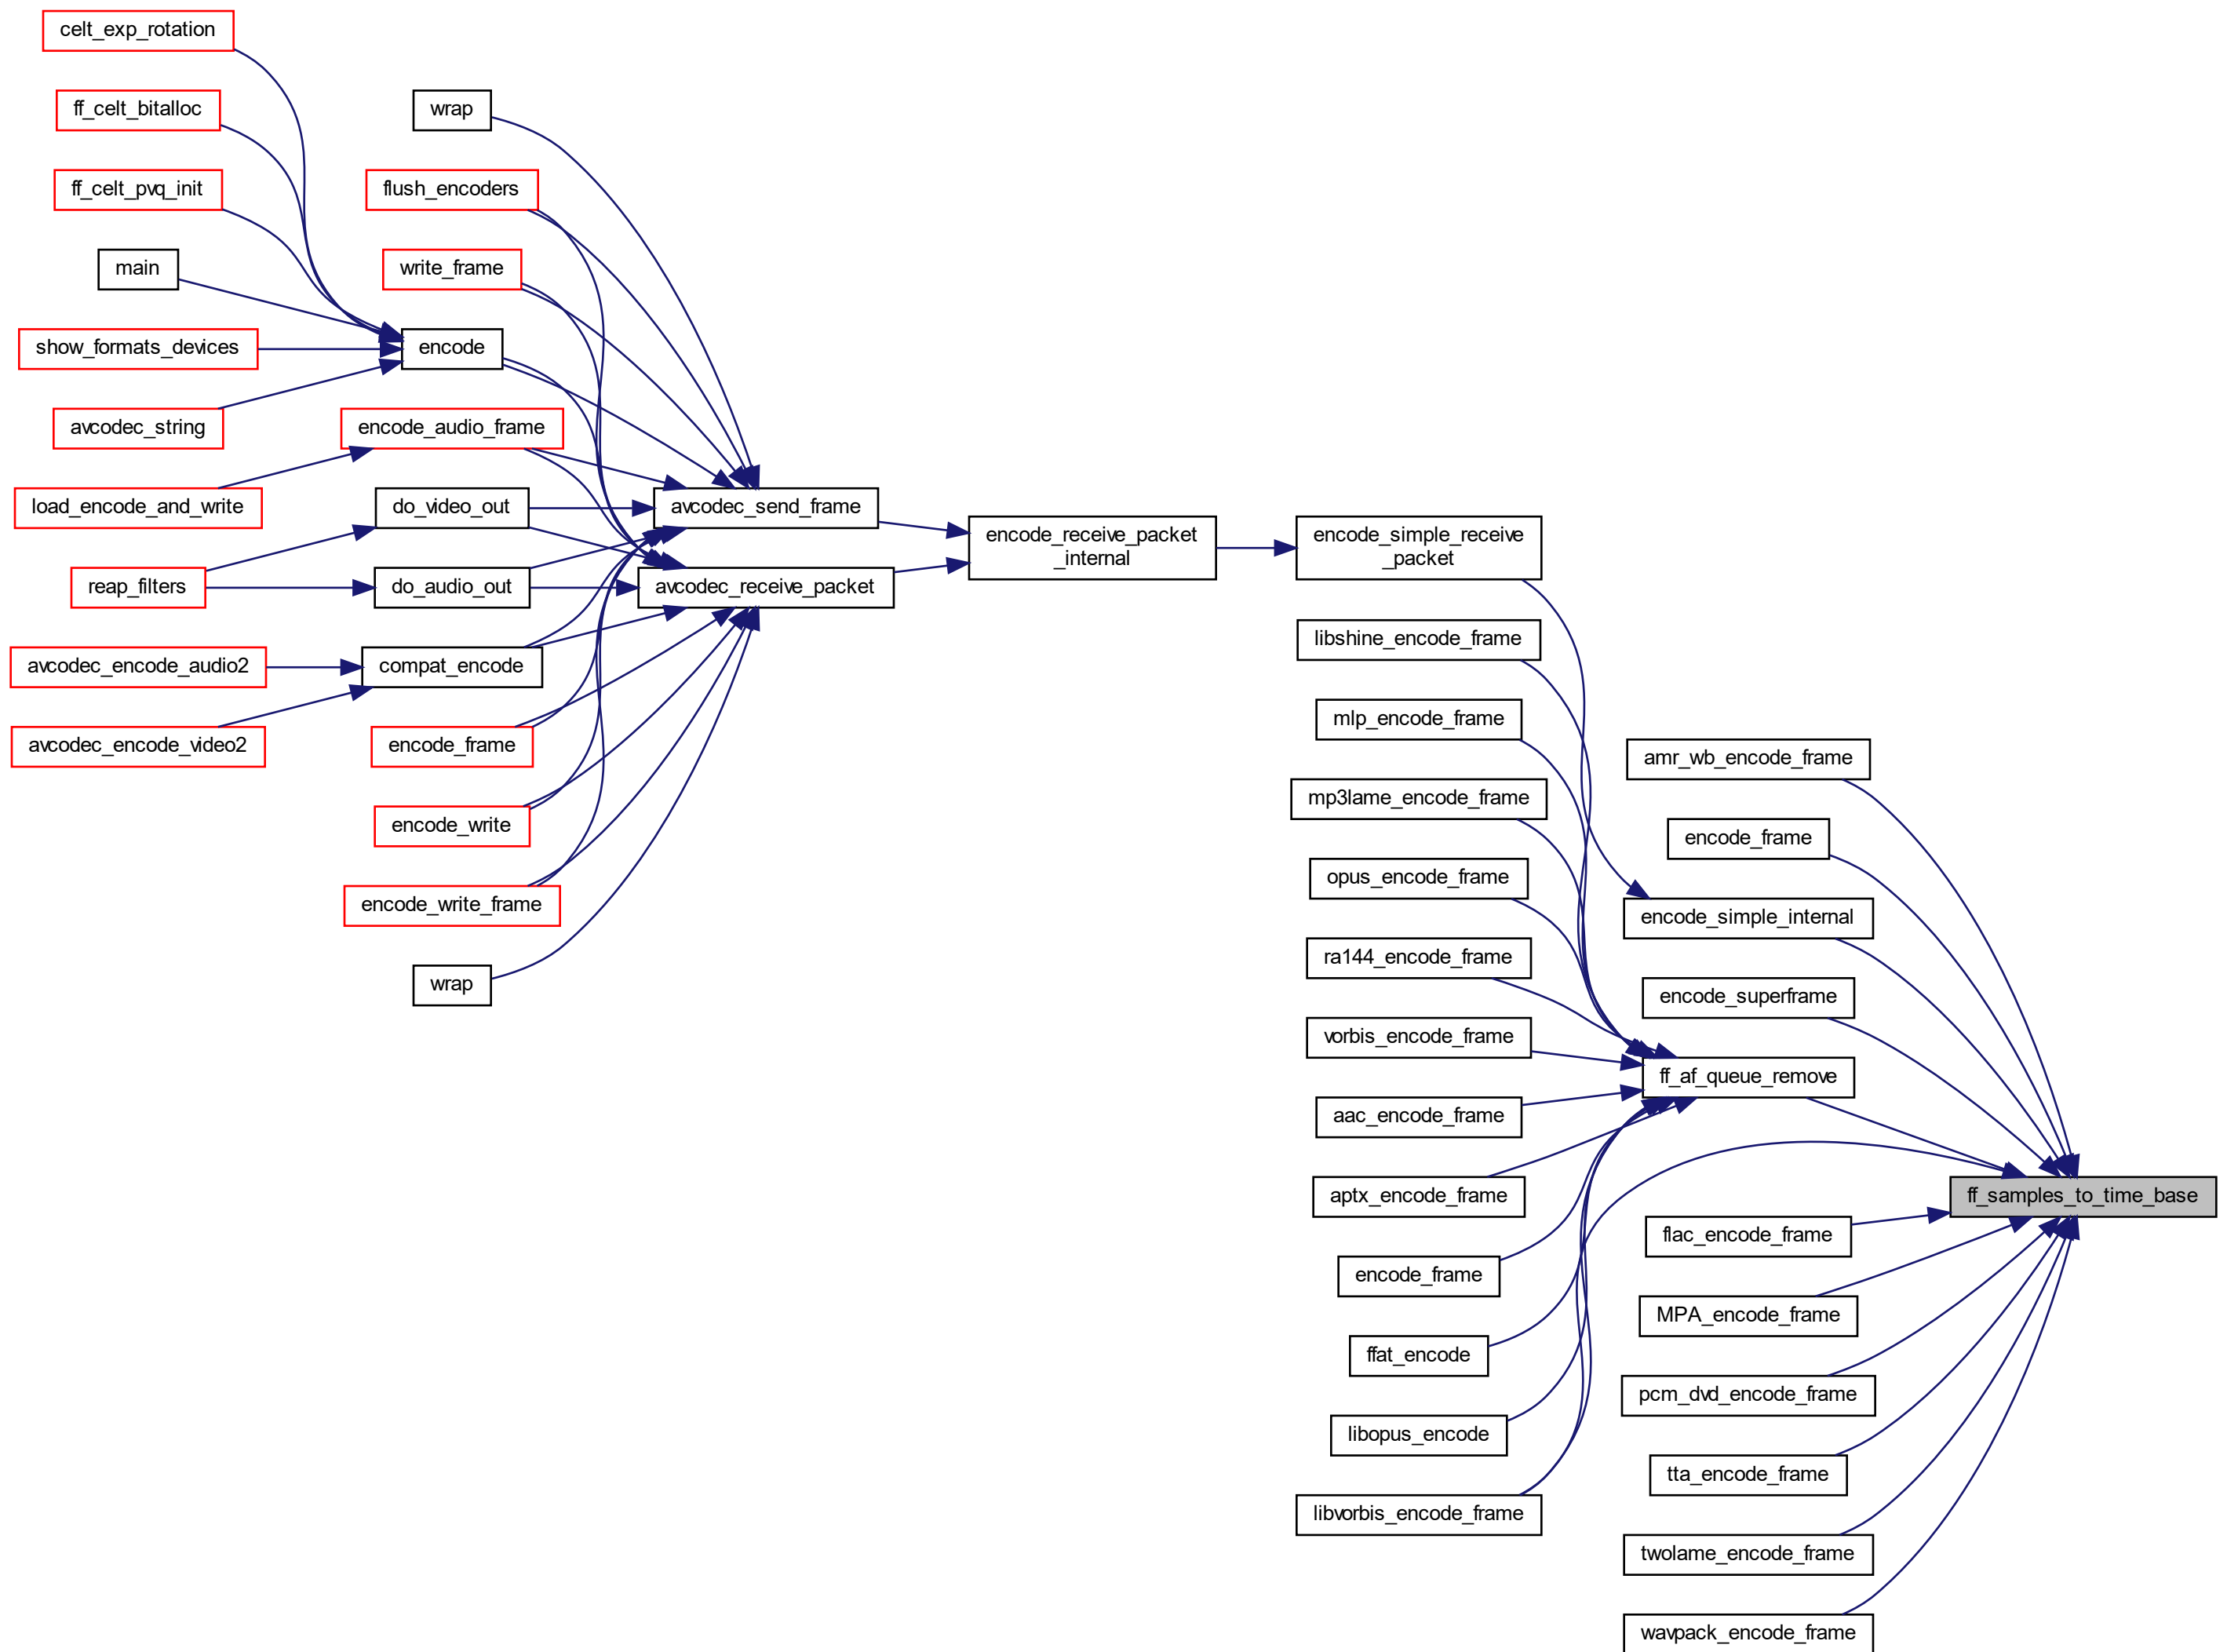 celt_exp_rotation
ff_celt_bitalloc
ff_celt_pvq_init
main
show_formats_devices
avcodec_string
load_encode_and_write
reap_filters
avcodec_encode_audio2
avcodec_encode_video2
encode
encode_audio_frame
do_video_out
do_audio_out
compat_encode
wrap
flush_encoders
write_frame
encode_frame
encode_write
encode_write_frame
wrap
avcodec_send_frame
avcodec_receive_packet
encode_receive_packet
_internal
encode_simple_receive
_packet
libshine_encode_frame
mlp_encode_frame
mp3lame_encode_frame
opus_encode_frame
ra144_encode_frame
vorbis_encode_frame
aac_encode_frame
aptx_encode_frame
encode_frame
ffat_encode
libopus_encode
libvorbis_encode_frame
amr_wb_encode_frame
encode_frame
encode_simple_internal
encode_superframe
ff_af_queue_remove
flac_encode_frame
MPA_encode_frame
pcm_dvd_encode_frame
tta_encode_frame
twolame_encode_frame
wavpack_encode_frame
ff_samples_to_time_base